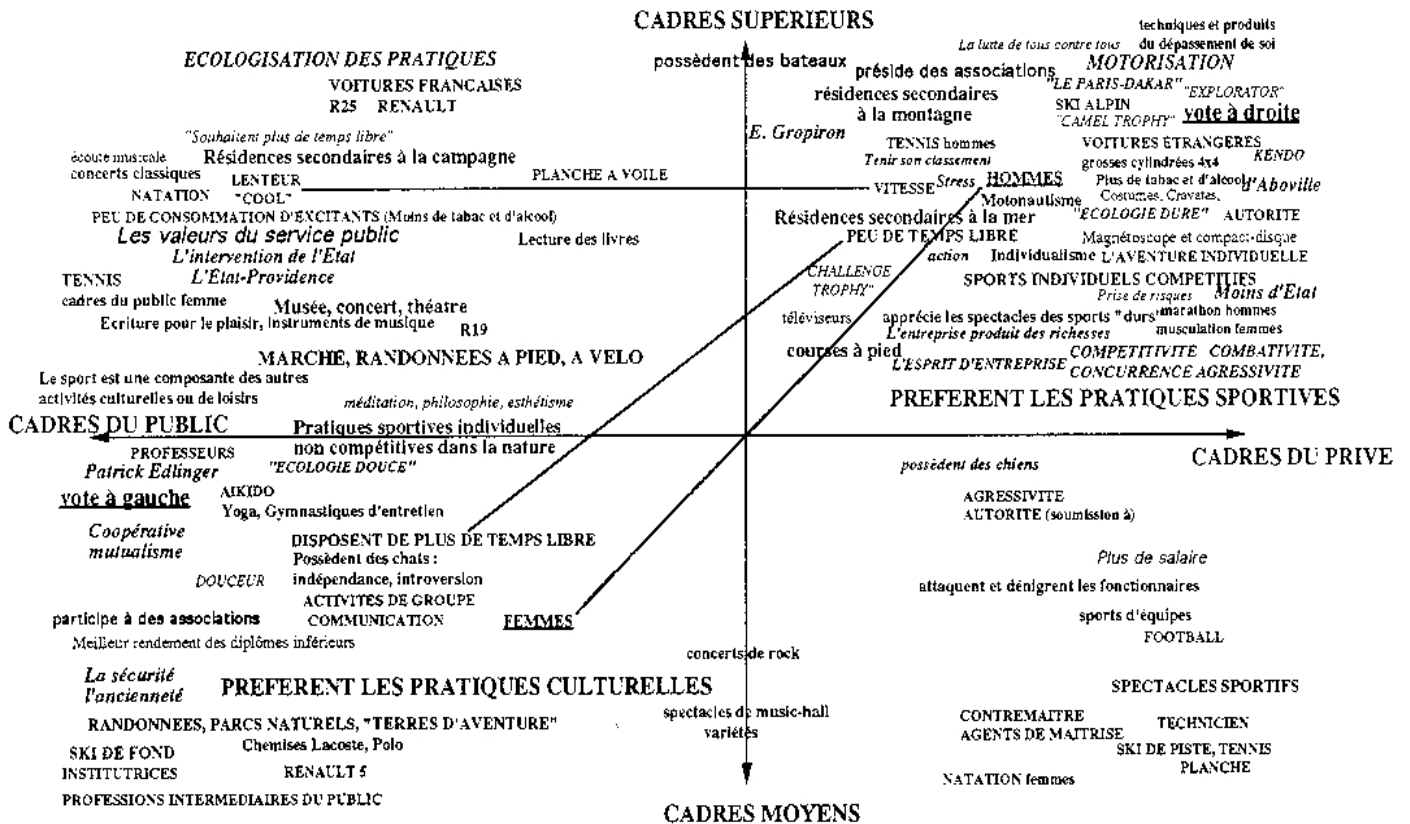 CADRES SUPERIEURS
techniques et produits
La lutte de tous contre tous du dépassement de soi
ECOLOGISATION DES PRATIQUES
possèdent des bateaux
MOTORISATION
préside des associations
VOITURES FRANCAISES
"LE PARIS-DAKAR"
"EXPLORATOR"
résidences secondaires
R25 RENAULT
SKI ALPIN
à la montagne
"CAMEL TROPHY" vote à droite
E. Gropiron
"Souhaitent plus de temps libre"
TENNIS hommes
VOITURES ÉTRANGERES
écoute musicale
Résidences secondaires à la campagne
Tenir son classement
grosses cylindrées 4x4
KENDO
concerts classiques
LENTEUR
PLANCHE A VOILE
VITESSE Stress HOMMES
Plus de tabac et d'alcool
d'Aboville
NATATION "COOL"
Motonautisme
Costumes, Cravates,
PEU DE CONSOMMATION D'EXCITANTS (Moins de tabac et d'alcool)
Résidences secondaires à la mer
"ECOLOGIE DURE" AUTORITE
Les valeurs du service public
Lecture des livres
PEU DE TEMPS LIBRE
Magnétoscope et compact-disque
L'intervention de l'Etat
action Individualisme L'AVENTURE INDIVIDUELLE
TENNIS
L'Etat-Providence
CHALLENGE
TROPHY"
SPORTS INDIVIDUELS COMPETITIFS
cadres du public femme
Musée, concert, théatre
Prise de risques Moins d'Etat
Ecriture pour le plaisir, instruments de musique
R19
téléviseurs
apprécie les spectacles des sports "durs"
marathon hommes
L'entreprise produit des richesses
musculation femmes
MARCHE, RANDONNEES A PIED, A VELO
courses à pied
L'ESPRIT D'ENTREPRISE
COMPETITIVITE COMBATIVITE,
CONCURRENCE AGRESSIVITE
Le sport est une composante des autres
activités culturelles ou de loisirs
méditation, philosophie, esthétisme
PREFERENT LES PRATIQUES SPORTIVES
CADRES DU PUBLIC
Pratiques sportives individuelles
non compétitives dans la nature
PROFESSEURS
CADRES DU PRIVE
Patrick Edlinger
"ECOLOGIE DOUCE"
possèdent des chiens
vote à gauche
AIKIDO
Yoga, Gymnastiques d'entretien
AGRESSIVITE
AUTORITE (soumission à)
Coopérative
mutualisme
DISPOSENT DE PLUS DE TEMPS LIBRE
Possèdent des chats :
Plus de salaire
DOUCEUR
indépendance, introversion
attaquent et dénigrent les fonctionnaires
ACTIVITES DE GROUPE
participe à des associations
COMMUNICATION
FEMMES
sports d'équipes
Meilleur rendement des diplômes inférieurs
FOOTBALL
concerts de rock
La sécurité
l'ancienneté
PREFERENT LES PRATIQUES CULTURELLES
SPECTACLES SPORTIFS
RANDONNEES, PARCS NATURELS, "TERRES D'AVENTURE"
spectacles de music-hall
variétés
CONTREMAITRE
AGENTS DE MAITRISE
TECHNICIEN
SKI DE FOND
Chemises Lacoste, Polo
SKI DE PISTE, TENNIS
PLANCHE
INSTITUTRICES
RENAULT 5
NATATION femmes
PROFESSIONS INTERMEDIAIRES DU PUBLIC
CADRES MOYENS